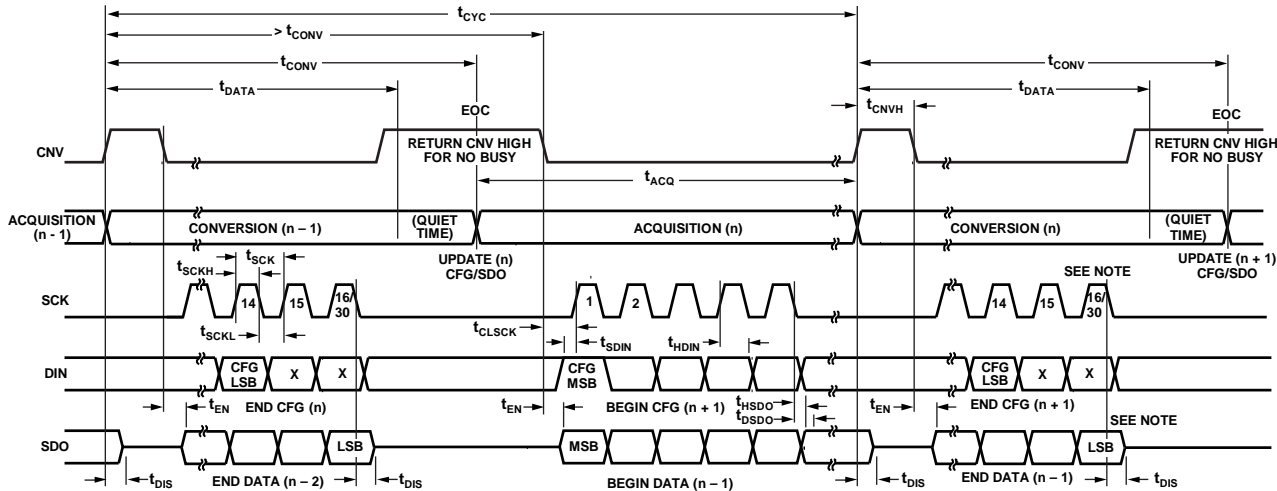 tCYC
> tCONV
tCONV
tCONV
tDATA
tDATA
EOC
tCNVH
EOC
CNV
RETURN CNV HIGH
FOR NO BUSY
RETURN CNV HIGH
FOR NO BUSY
tACQ
ACQUISITION
(n - 1)
CONVERSION (n – 1)
(QUIET
TIME)
ACQUISITION (n)
CONVERSION (n)
(QUIET
TIME)
UPDATE (n)
CFG/SDO
UPDATE (n + 1)
CFG/SDO
tSCK
tSCKH
SEE NOTE
SCK
14
15
16/
30
1
2
14
15
16/
30
tSCKL
tCLSCK
tSDIN
tHDIN
DIN
CFG
LSB
X
X
CFG
MSB
CFG
LSB
X
X
tEN
END CFG (n)
tEN
BEGIN CFG (n + 1)
tHSDO
tDSDO
tEN
END CFG (n + 1)
SEE NOTE
SDO
LSB
MSB
LSB
tDIS
END DATA (n – 2)
tDIS
BEGIN DATA (n – 1)
tDIS
END DATA (n – 1)
tDIS